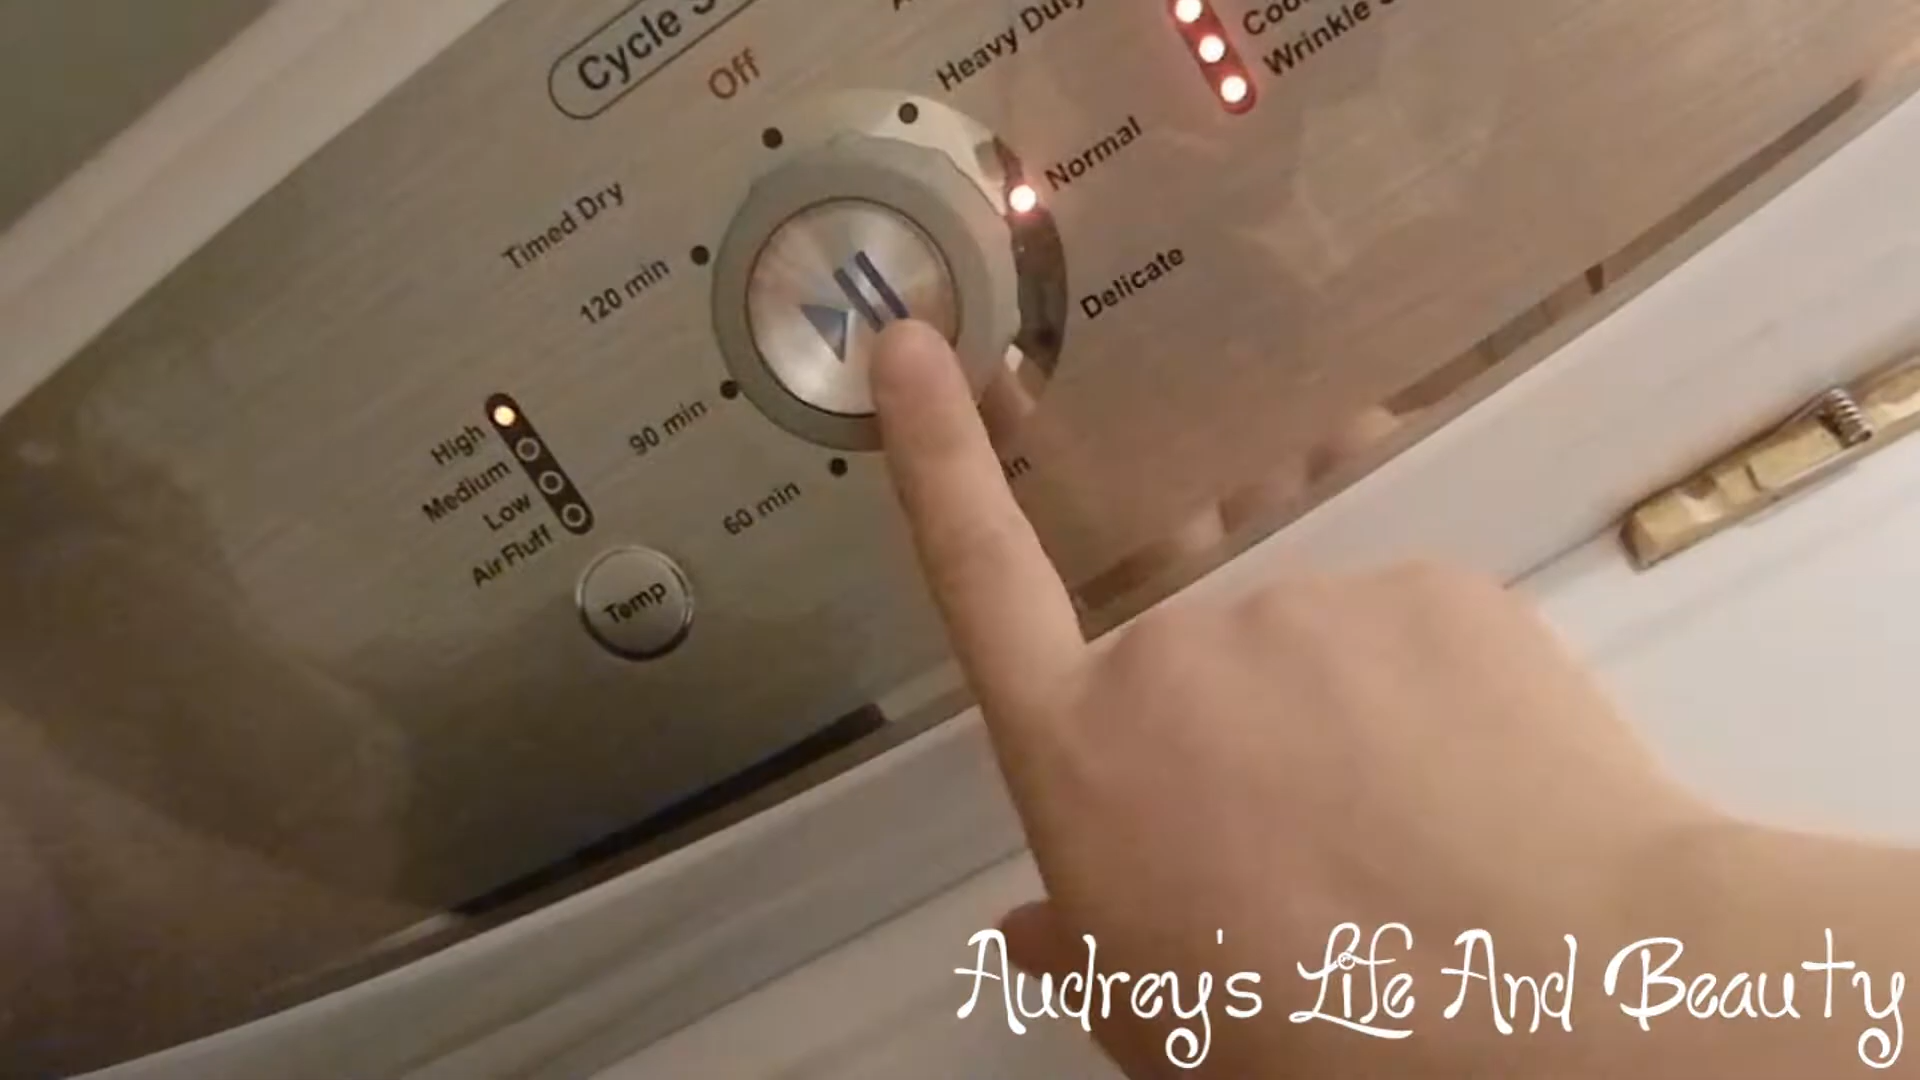 Cycle
Off
Heavy Duty
Wrinkle
Normal
Timed Dry
120 min
Delicate
90 min
60 min
High
Medium
Low
Air Fluff
Temp
Audrey's Life And Beauty